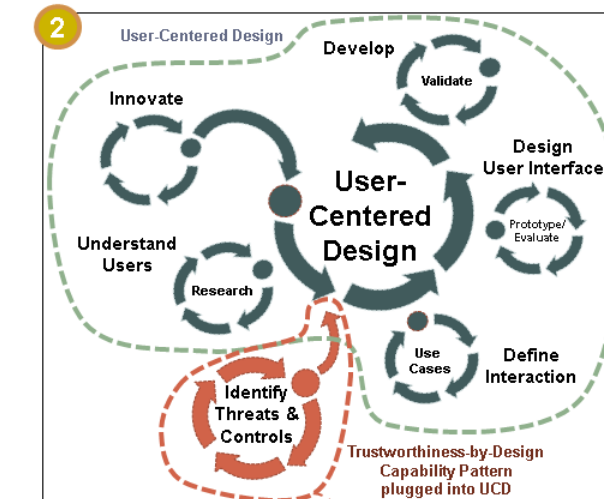 2
User-Centered Design
Develop
Validate
Innovate
Design
User Interface
User-
Centered
Design
Prototype/
Evaluate
Understand
Users
Research
Use
Cases
Define
Interaction
Identify
Threats &
Controls
Trustworthiness-by-Design
Capability Pattern
plugged into UCD